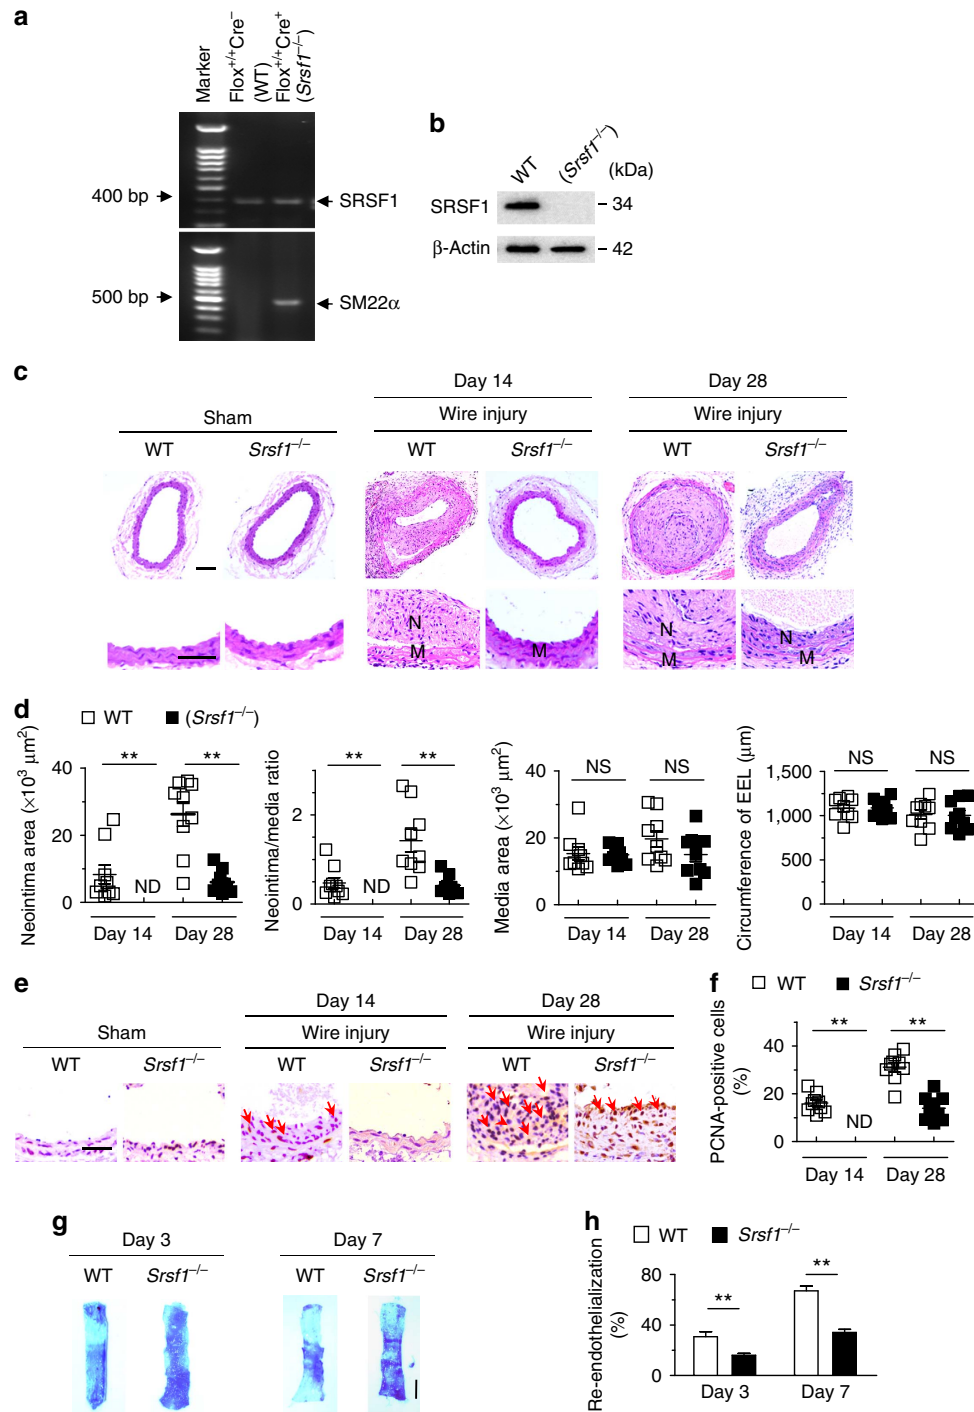 a
Marker
Flox+/+Cre−
(WT)
Flox+/+Cre+
(Srsf1−/−)
400 bp
SRSF1
500 bp
SM22α
b
WT
(Srsf1−/−)
(kDa)
SRSF1
34
β-Actin
42
c
Day 14
Day 28
Sham
Wire injury
Wire injury
WT
Srsf1−/−
WT
Srsf1−/−
WT
Srsf1−/−
N
M
M
N
M
N
M
d
WT
(Srsf1−/−)
Neointima area (×10³ μm²)
40
20
0
**
**
ND
Day 14
Day 28
Neointima/media ratio
2
1
0
**
**
ND
Day 14
Day 28
Media area (×10³ μm²)
40
20
0
NS
NS
Day 14
Day 28
Circumference of EEL (μm)
1,500
1,000
500
0
NS
NS
Day 14
Day 28
e
Day 14
Day 28
Sham
Wire injury
Wire injury
WT
Srsf1−/−
WT
Srsf1−/−
WT
Srsf1−/−
f
WT
Srsf1−/−
PCNA-positive cells
(%)
40
20
0
**
**
ND
Day 14
Day 28
g
Day 3
Day 7
WT
Srsf1−/−
WT
Srsf1−/−
h
WT
Srsf1−/−
Re-endothelialization
(%)
80
40
0
**
**
Day 3
Day 7